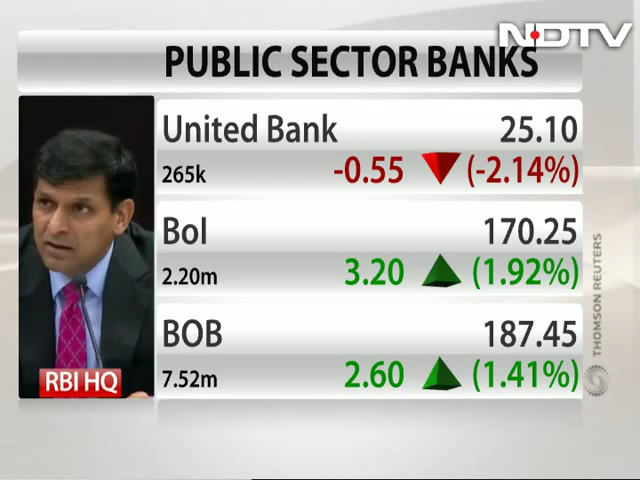 NDTV
PUBLIC SECTOR BANKS
United Bank 25.10
265k -0.55 (-2.14%)
BoI 170.25
2.20m 3.20 (1.92%)
BOB 187.45
7.52m 2.60 (1.41%)
RBI HQ
THOMSON REUTERS